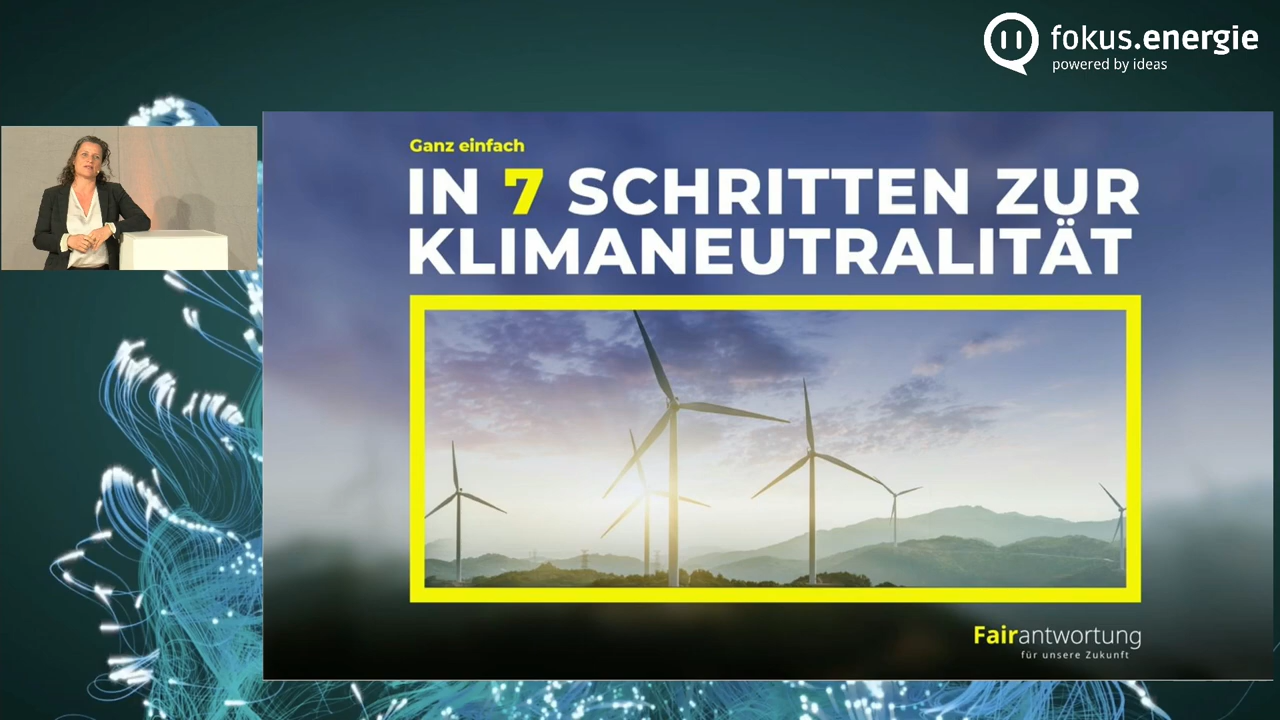 fokus.energie
powered by ideas
Ganz einfach
IN 7 SCHRITTEN ZUR
KLIMANEUTRALITÄT
Fairantwortung
für unsere Zukunft